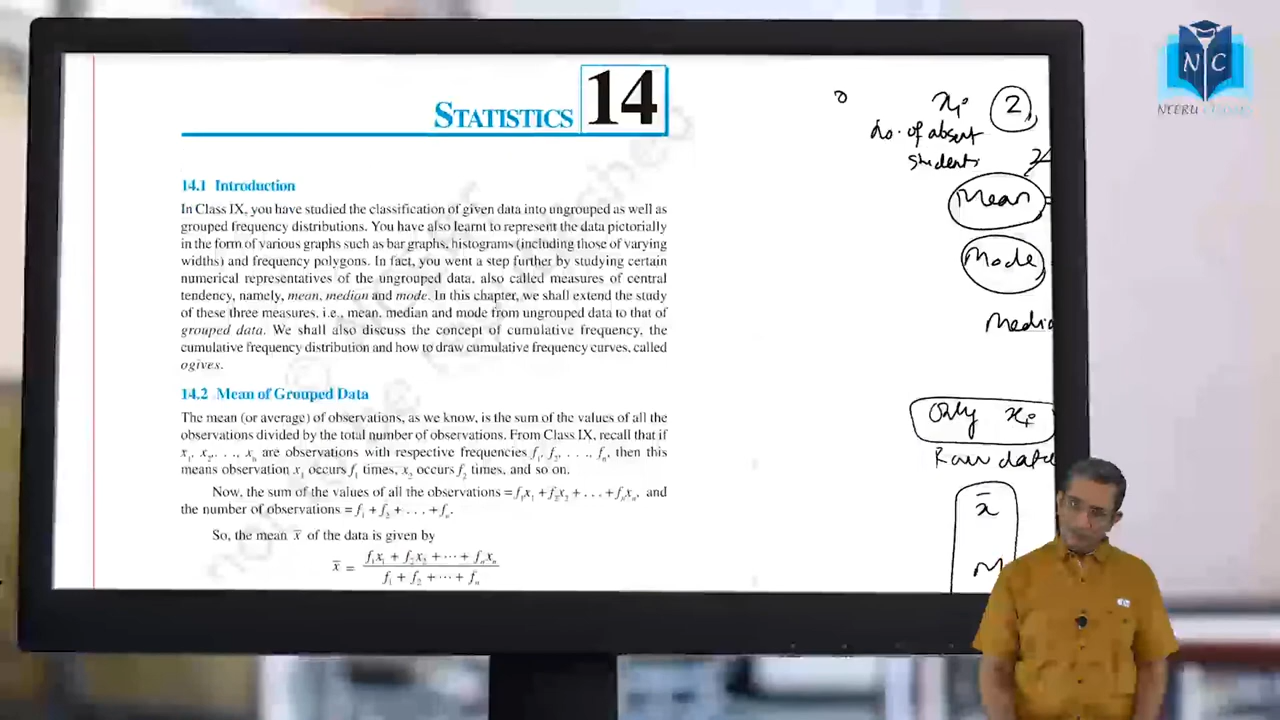 STATISTICS 14
14.1 Introduction
In Class IX, you have studied the classification of given data into ungrouped as well as
grouped frequency distributions. You have also learnt to represent the data pictorially
in the form of various graphs such as bar graphs, histograms (including those of varying
widths) and frequency polygons. In fact, you went a step further by studying certain
numerical representatives of the ungrouped data, also called measures of central
tendency, namely, mean, median and mode. In this chapter, we shall extend the study
of these three measures, i.e., mean, median and mode from ungrouped data to that of
grouped data. We shall also discuss the concept of cumulative frequency, the
cumulative frequency distribution and how to draw cumulative frequency curves, called
ogives.
14.2 Mean of Grouped Data
The mean (or average) of observations, as we know, is the sum of the values of all the
observations divided by the total number of observations. From Class IX, recall that if
x₁, x₂, . . ., xₙ are observations with respective frequencies f₁, f₂, . . ., fₙ, then this
means observation x₁ occurs f₁ times, x₂ occurs f₂ times, and so on.
Now, the sum of the values of all the observations = f₁x₁ + f₂x₂ + . . . + fₙxₙ, and
the number of observations = f₁ + f₂ + . . . + fₙ.
So, the mean x̄ of the data is given by
x̄ = (f₁x₁ + f₂x₂ + ⋯ + fₙxₙ) / (f₁ + f₂ + ⋯ + fₙ)
xᵢ 2
No. of absent
students
Mean
Mode
Media
Only xᵢ
Raw data
x̄
M
NC
NEERU